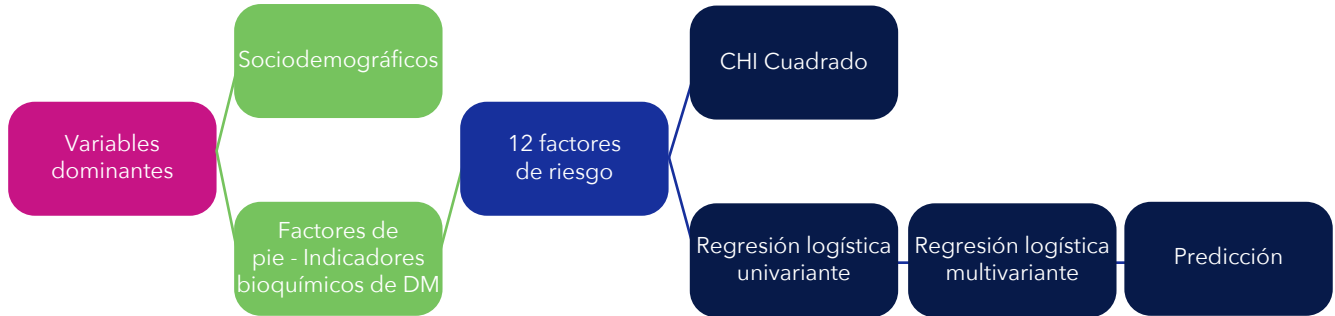 Variables
dominantes
Sociodemográficos
Factores de
pie - Indicadores
bioquímicos de DM
12 factores
de riesgo
CHI Cuadrado
Regresión logística
univariante
Regresión logística
multivariante
Predicción